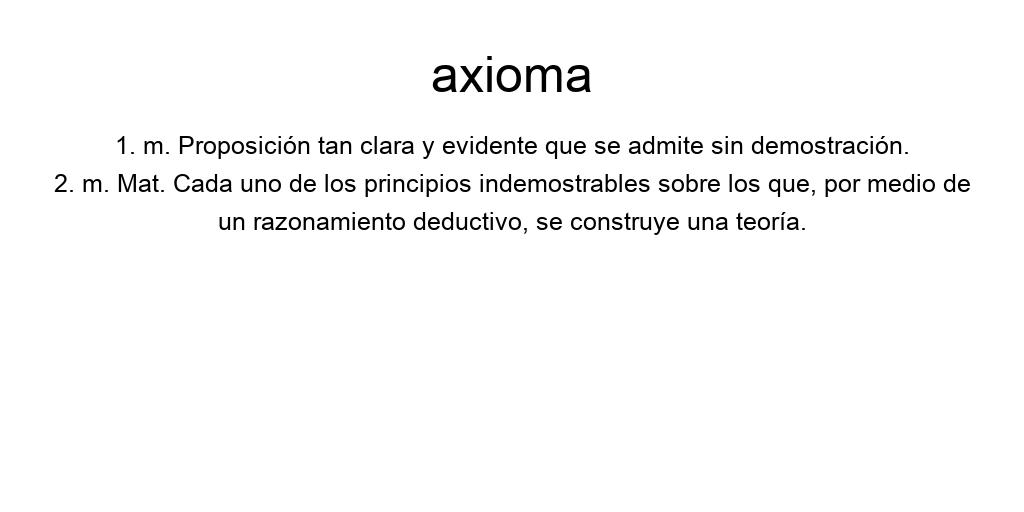 axioma
1. m. Proposición tan clara y evidente que se admite sin demostración.
2. m. Mat. Cada uno de los principios indemostrables sobre los que, por medio de
un razonamiento deductivo, se construye una teoría.